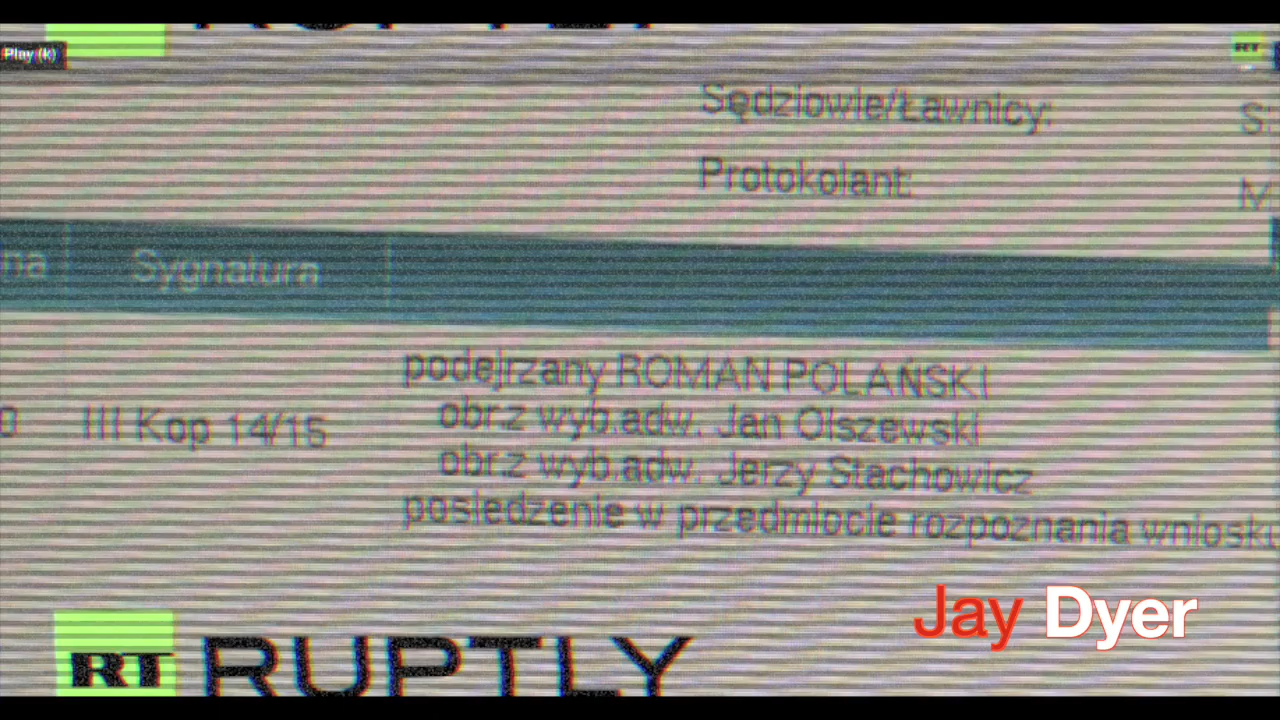 Play (k)
RT
Sędziowie/Ławnicy:
Protokolant:
Sygnatura
podejrzany ROMAN POLAŃSKI
III Kop 14/15
obr.z wyb.adw. Jan Olszewski
obr.z wyb.adw. Jerzy Stachowicz
posiedzenie w przedmiocie rozpoznania
Jay Dyer
RT RUPTLY